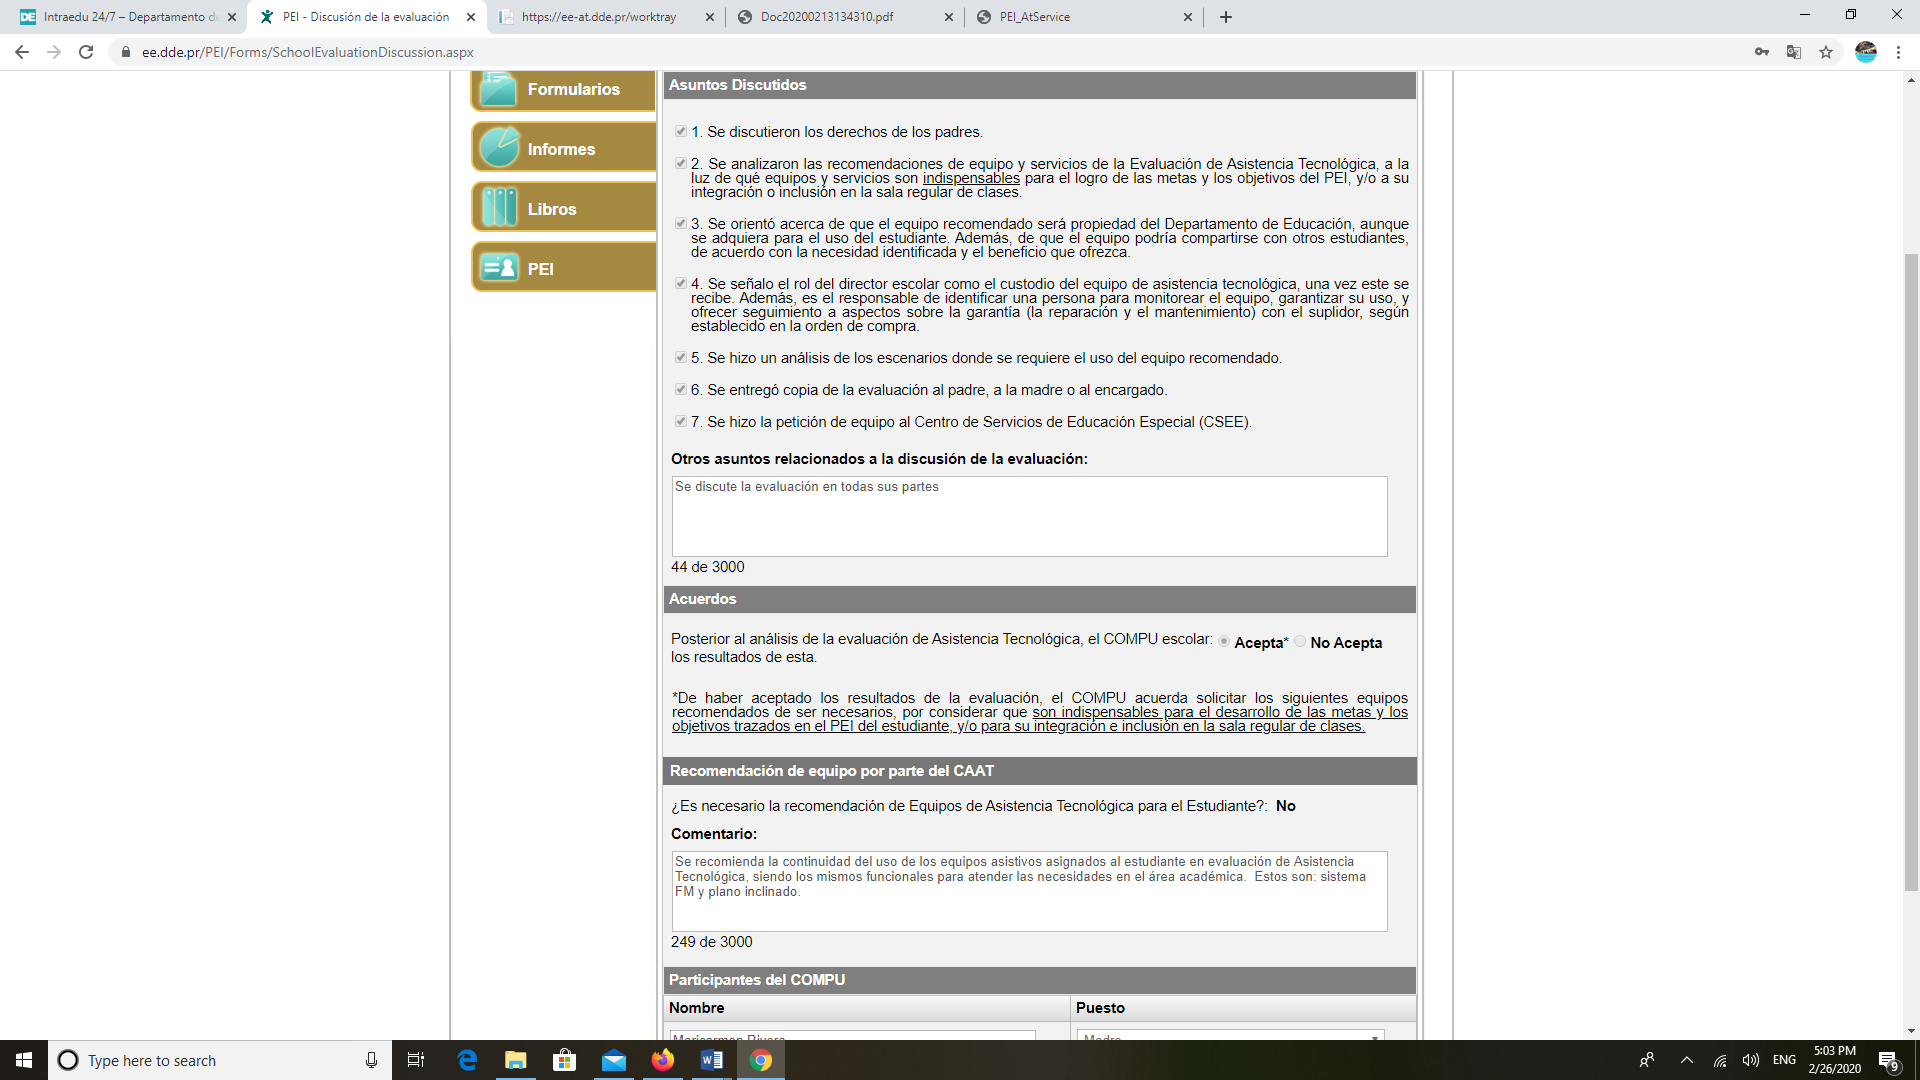 Intraedu 24/7 – Departamento d
PEI - Discusión de la evaluación
https://ee-at.dde.pr/worktray
Doc20200213134310.pdf
PEI_AtService
ee.dde.pr/PEI/Forms/SchoolEvaluationDiscussion.aspx
Formularios
Informes
Libros
PEI
Asuntos Discutidos
1. Se discutieron los derechos de los padres.
2. Se analizaron las recomendaciones de equipo y servicios de la Evaluación de Asistencia Tecnológica, a la
luz de qué equipos y servicios son indispensables para el logro de las metas y los objetivos del PEI, y/o a su
integración o inclusión en la sala regular de clases.
3. Se orientó acerca de que el equipo recomendado será propiedad del Departamento de Educación, aunque
se adquiera para el uso del estudiante. Además, de que el equipo podría compartirse con otros estudiantes,
de acuerdo con la necesidad identificada y el beneficio que ofrezca.
4. Se señalo el rol del director escolar como el custodio del equipo de asistencia tecnológica, una vez este se
recibe. Además, es el responsable de identificar una persona para monitorear el equipo, garantizar su uso, y
ofrecer seguimiento a aspectos sobre la garantía (la reparación y el mantenimiento) con el suplidor, según
establecido en la orden de compra.
5. Se hizo un análisis de los escenarios donde se requiere el uso del equipo recomendado.
6. Se entregó copia de la evaluación al padre, a la madre o al encargado.
7. Se hizo la petición de equipo al Centro de Servicios de Educación Especial (CSEE).
Otros asuntos relacionados a la discusión de la evaluación:
Se discute la evaluación en todas sus partes
44 de 3000
Acuerdos
Posterior al análisis de la evaluación de Asistencia Tecnológica, el COMPU escolar: Acepta* No Acepta
los resultados de esta.
*De haber aceptado los resultados de la evaluación, el COMPU acuerda solicitar los siguientes equipos
recomendados de ser necesarios, por considerar que son indispensables para el desarrollo de las metas y los
objetivos trazados en el PEI del estudiante, y/o para su integración e inclusión en la sala regular de clases.
Recomendación de equipo por parte del CAAT
¿Es necesario la recomendación de Equipos de Asistencia Tecnológica para el Estudiante?: No
Comentario:
Se recomienda la continuidad del uso de los equipos asistivos asignados al estudiante en evaluación de Asistencia
Tecnológica, siendo los mismos funcionales para atender las necesidades en el área académica. Estos son: sistema
FM y plano inclinado.
249 de 3000
Participantes del COMPU
Nombre Puesto
Maricarmen Rivera Madre
Type here to search
ENG
5:03 PM
2/26/2020
9